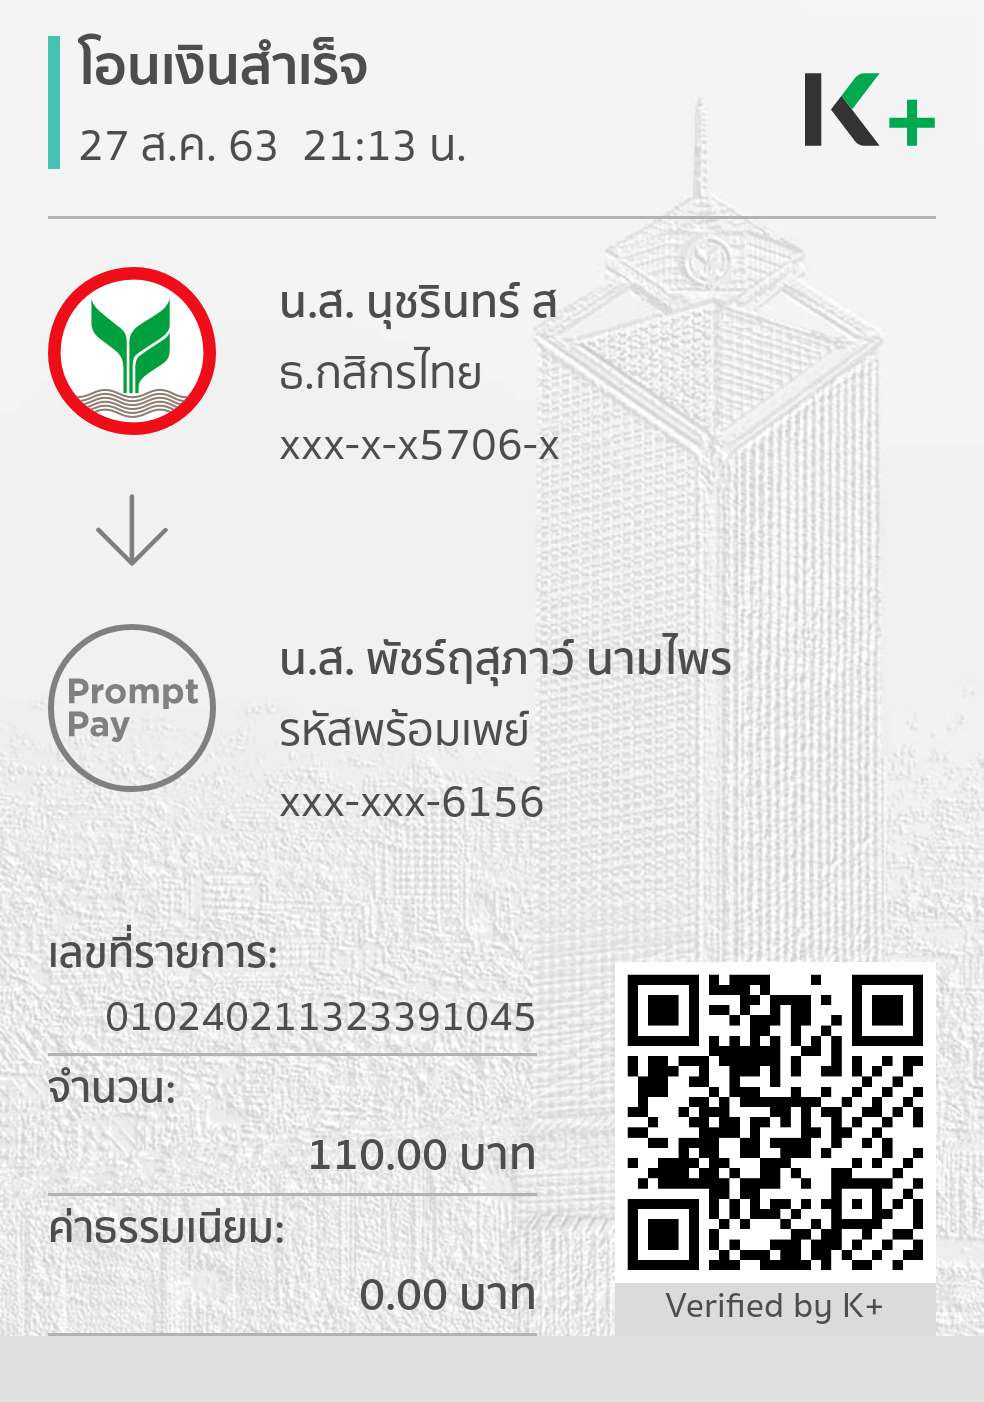 โอนเงินสำเร็จ
27 ส.ค. 63  21:13 น.
K+
น.ส. นุชรินทร์ ส
ธ.กสิกรไทย
xxx-x-x5706-x
Prompt
Pay
น.ส. พัชร์ฤสุภาว์ นามไพร
รหัสพร้อมเพย์
xxx-xxx-6156
เลขที่รายการ:
010240211323391045
จำนวน:
110.00 บาท
ค่าธรรมเนียม:
0.00 บาท
Verified by K+